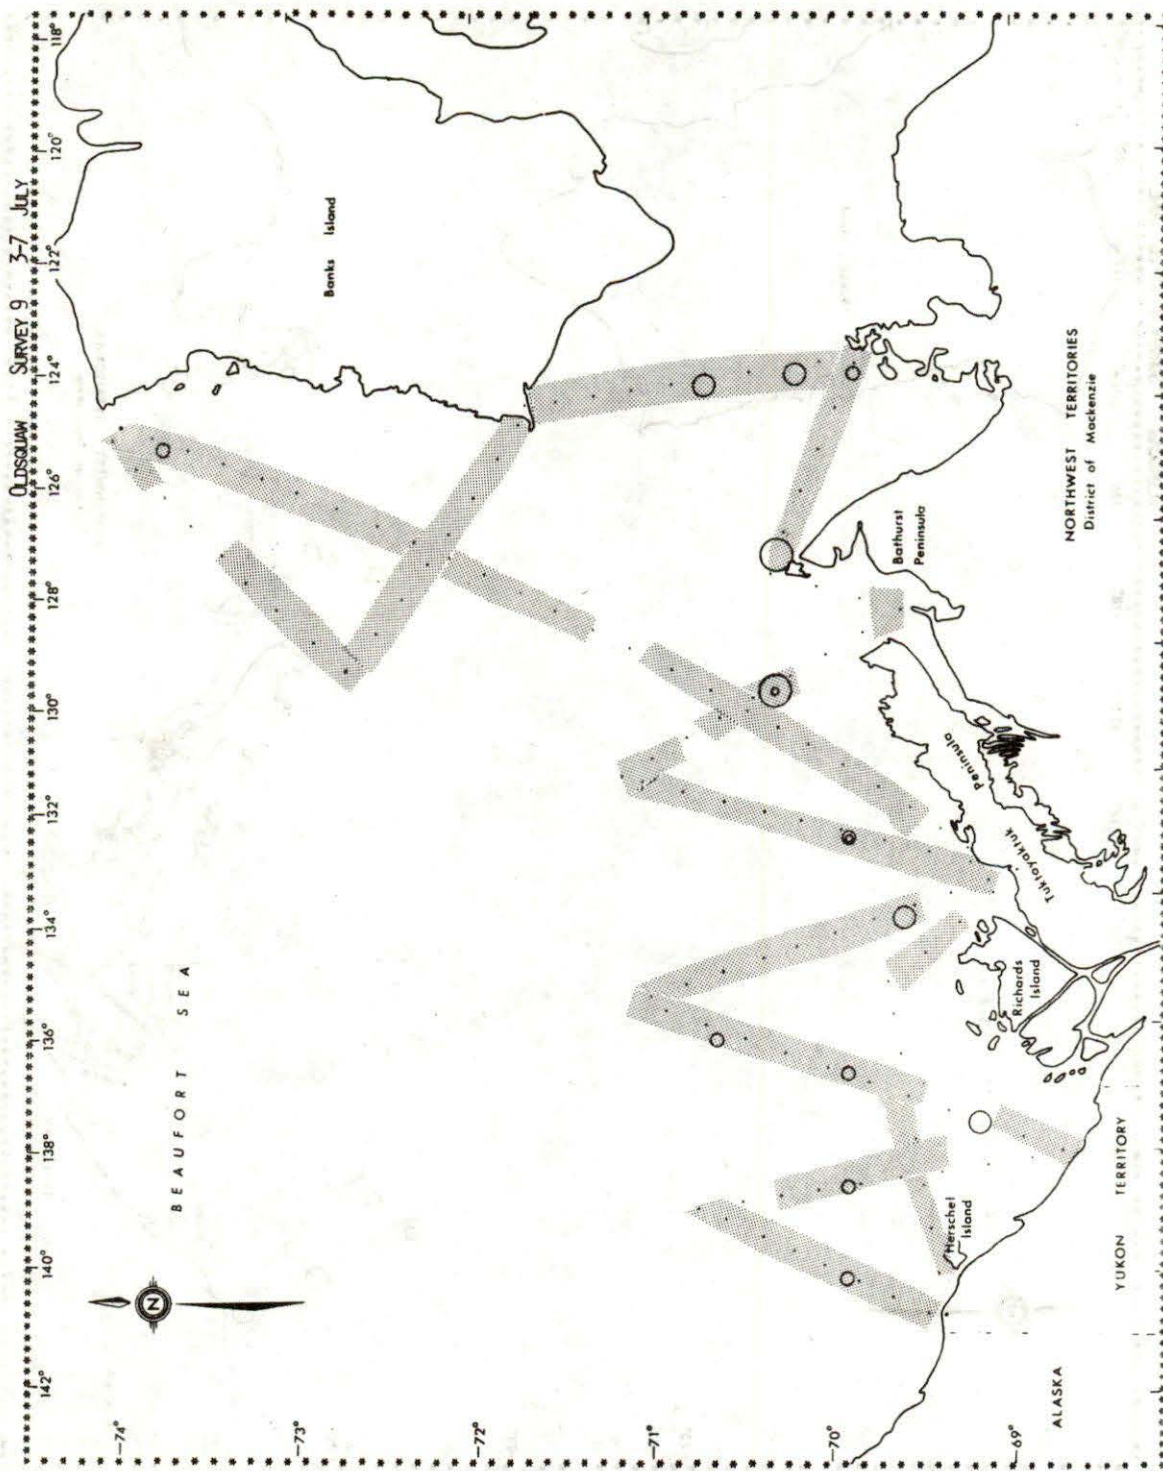 OLDSQUAW SURVEY 9 3-7 JULY
142° 140° 138° 136° 134° 132° 130° 128° 126° 124° 122° 120° 118°
-74°
-73°
-72°
-71°
-70°
-69°
BEAUFORT SEA
N
Banks Island
Bathurst
Peninsula
NORTHWEST TERRITORIES
District of Mackenzie
Tuktoyaktuk Peninsula
Richards
Island
Herschel
Island
YUKON TERRITORY
ALASKA